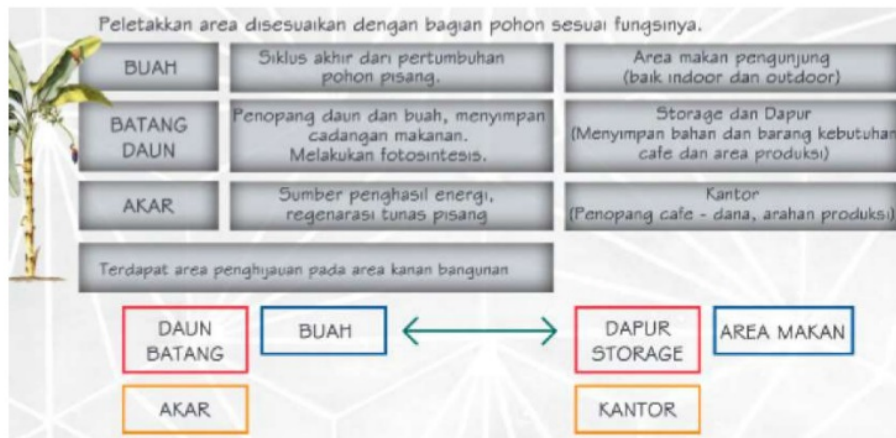 Peletakkan area disesuaikan dengan bagian pohon sesuai fungsinya.
BUAH
Siklus akhir dari pertumbuhan
pohon pisang.
Area makan pengunjung
(baik indoor dan outdoor)
BATANG
DAUN
Penopang daun dan buah, menyimpan
cadangan makanan.
Melakukan fotosintesis.
Storage dan Dapur
(Menyimpan bahan dan barang kebutuhan
cafe dan area produksi)
AKAR
Sumber penghasil energi,
regenarasi tunas pisang
Kantor
(Penopang cafe - dana, arahan produksi)
Terdapat area penghijauan pada area kanan bangunan
DAUN
BATANG
BUAH
DAPUR
STORAGE
AREA MAKAN
AKAR
KANTOR